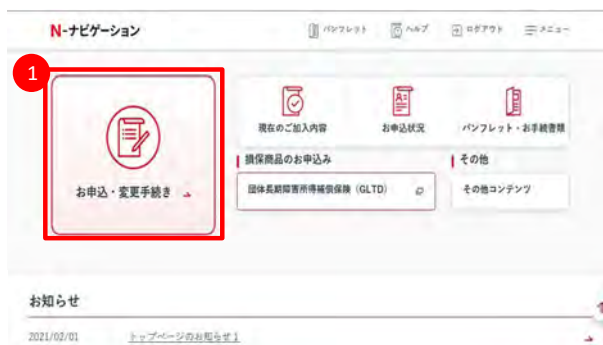 N-ナビゲーション
パンフレット ヘルプ ログアウト メニュー
1
お申込・変更手続き
現在のご加入内容 お申込状況 パンフレット・お手続書類
損保商品のお申込み
団体長期障害所得補償保険（GLTD）
その他
その他コンテンツ
お知らせ
2021/02/01 トップページのお知らせ1